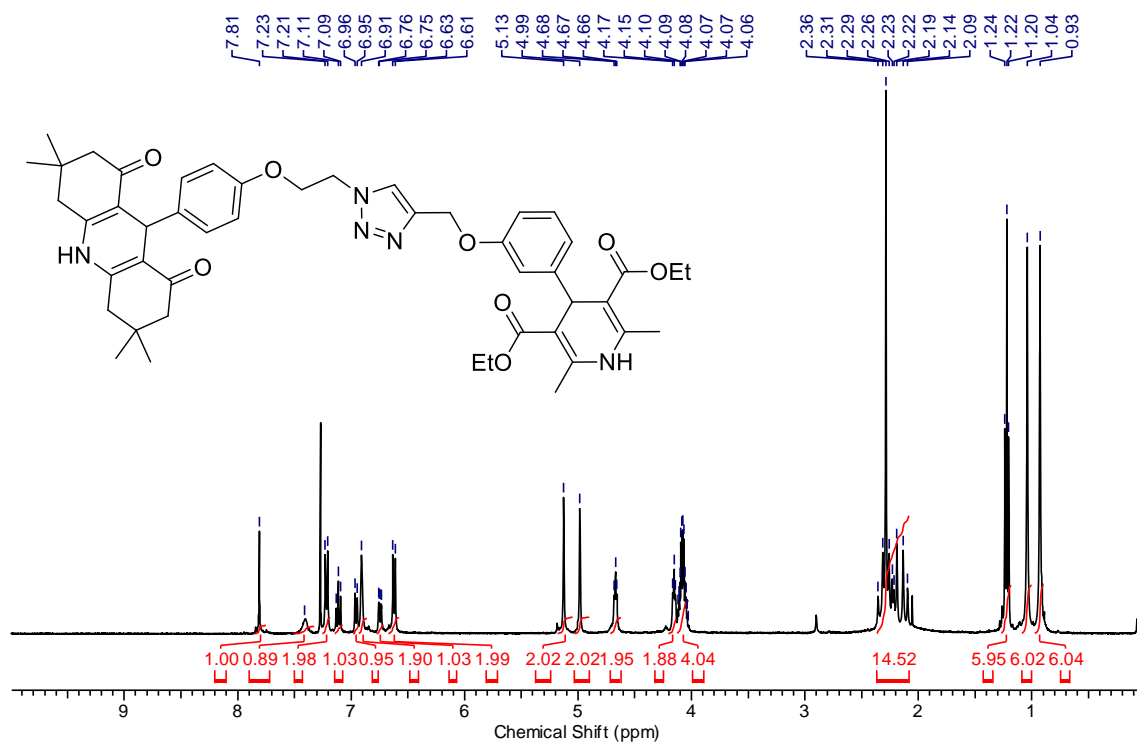 7.81 7.23 7.21 7.11 7.09 6.96 6.95 6.91 6.76 6.75 6.63 6.61 5.13 4.99 4.68 4.67 4.66 4.17 4.15 4.10 4.09 4.08 4.07 4.07 4.06 2.36 2.31 2.29 2.26 2.23 2.22 2.19 2.14 2.09 1.24 1.22 1.20 1.04 0.93
O
O
N
N
N
O
HN
O
O
OEt
O
EtO
NH
1.00 0.89 1.98 1.03 0.95 1.90 1.03 1.99 2.02 2.02 1.95 1.88 4.04 14.52 5.95 6.02 6.04
9 8 7 6 5 4 3 2 1
Chemical Shift (ppm)